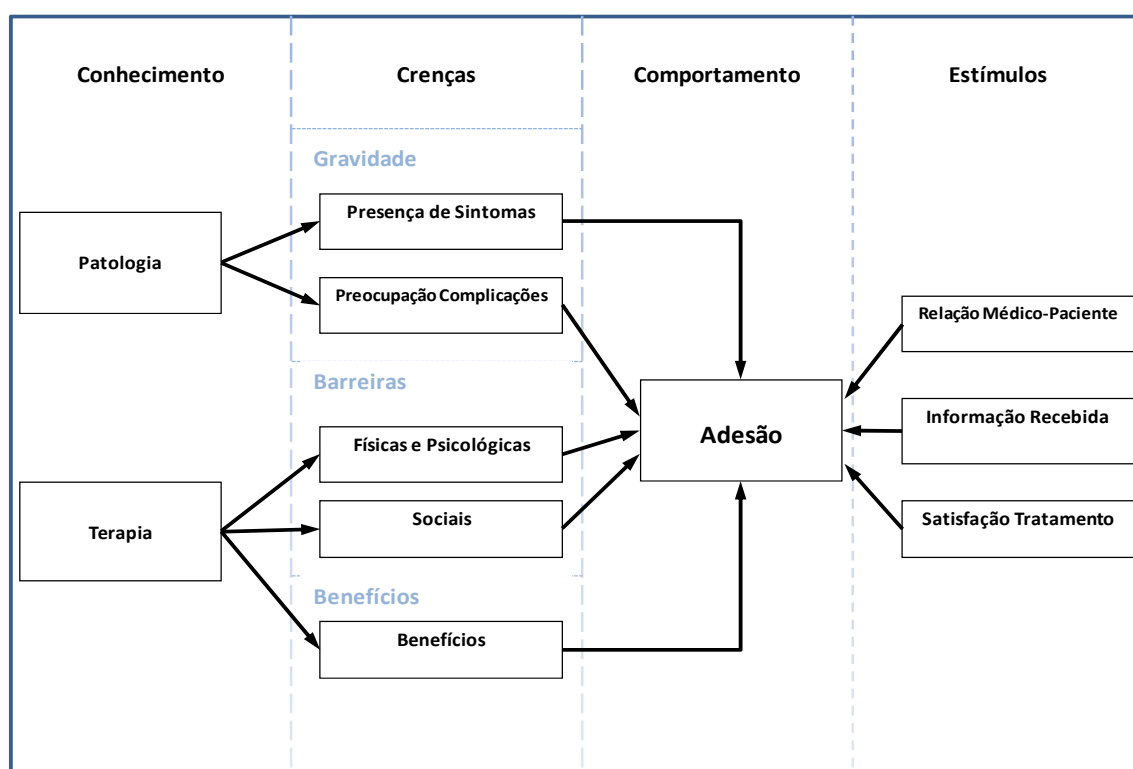 Conhecimento
Crenças
Comportamento
Estímulos
Gravidade
Presença de Sintomas
Patologia
Preocupação Complicações
Relação Médico-Paciente
Barreiras
Adesão
Informação Recebida
Físicas e Psicológicas
Terapia
Sociais
Satisfação Tratamento
Benefícios
Benefícios